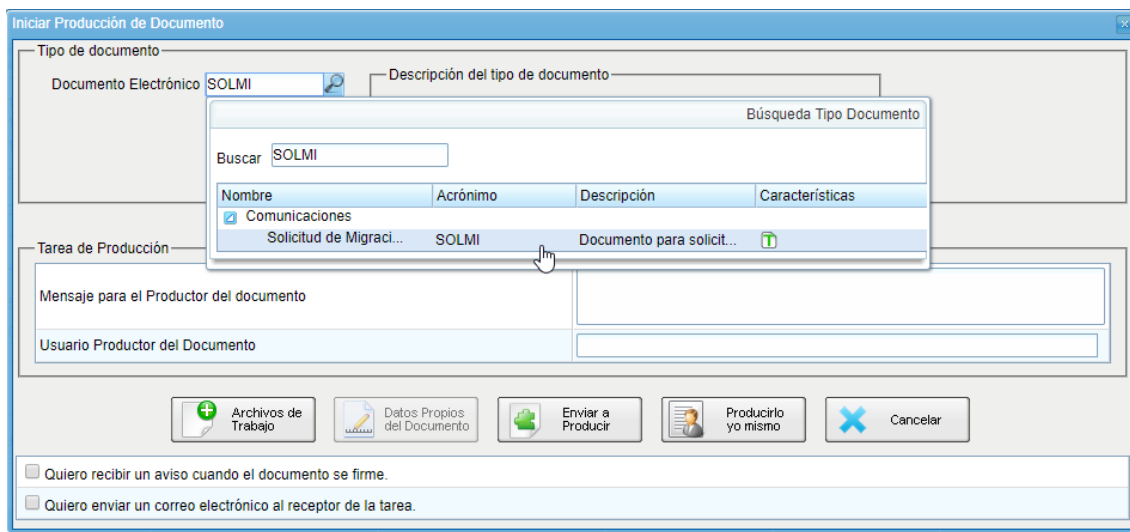 Iniciar Producción de Documento
Tipo de documento
Documento Electrónico SOLMI
Descripción del tipo de documento
Búsqueda Tipo Documento
Buscar SOLMI
Nombre Acrónimo Descripción Características
Comunicaciones
Solicitud de Migraci... SOLMI Documento para solicit... T
Tarea de Producción
Mensaje para el Productor del documento
Usuario Productor del Documento
Archivos de Trabajo
Datos Propios del Documento
Enviar a Producir
Producirlo yo mismo
Cancelar
Quiero recibir un aviso cuando el documento se firme.
Quiero enviar un correo electrónico al receptor de la tarea.